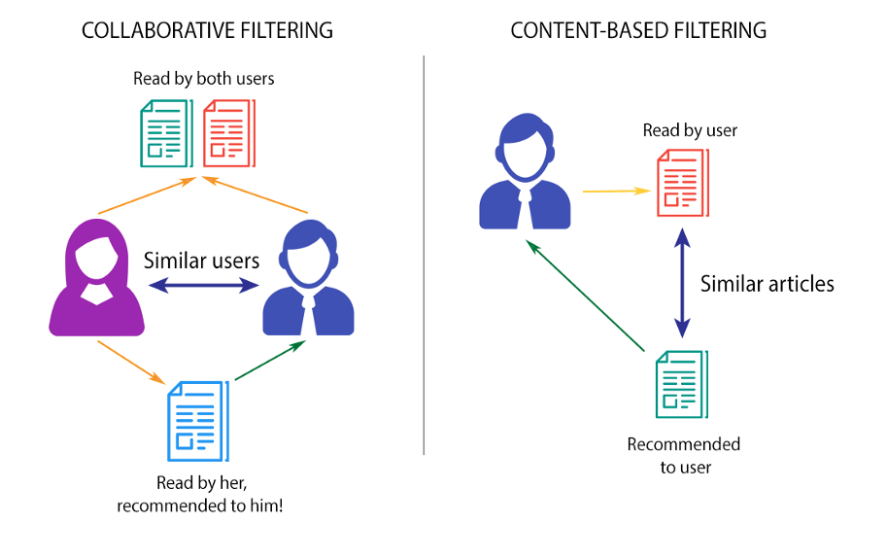 COLLABORATIVE FILTERING
Read by both users
Similar users
Read by her,
recommended to him!
CONTENT-BASED FILTERING
Read by user
Similar articles
Recommended
to user